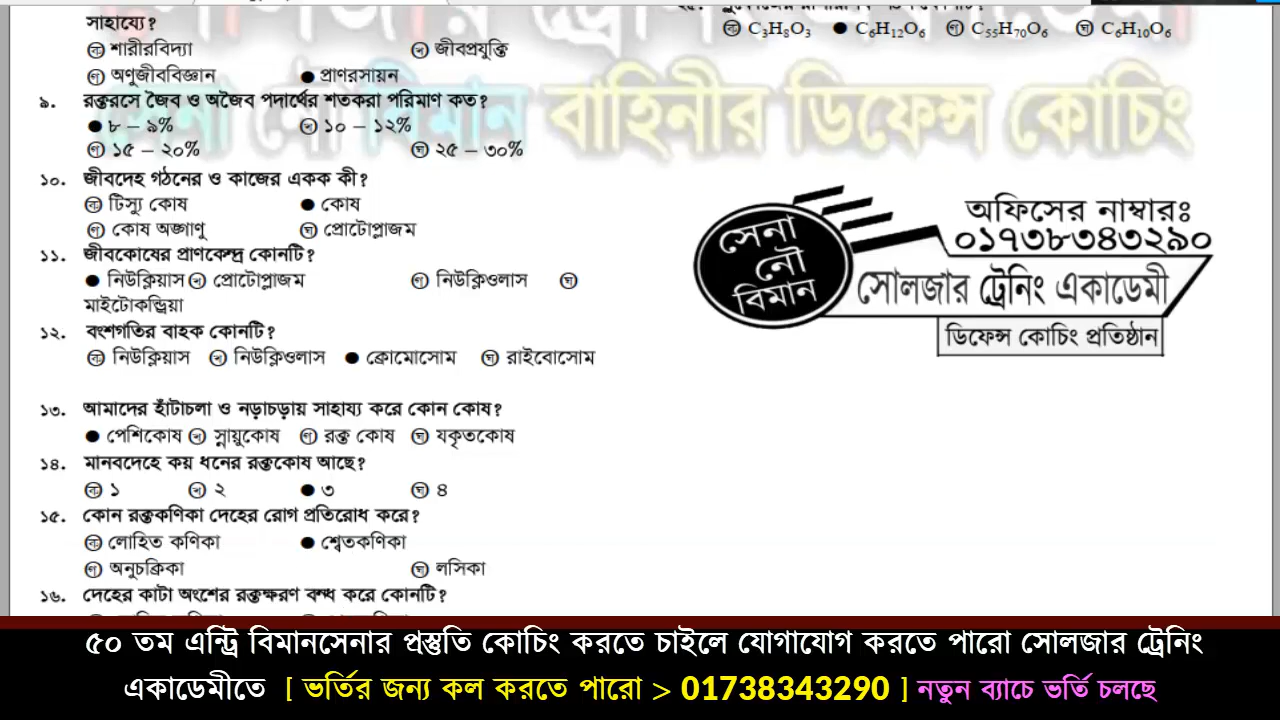 সাহায্যে?
ⓚ শারীরবিদ্যা ⓦ জীবপ্রযুক্তি
ⓖ অণুজীববিজ্ঞান ● প্রাণরসায়ন
৯. রক্তরসে জৈব ও অজৈব পদার্থের শতকরা পরিমাণ কত?
● ৮ – ৯% ㉄ ১০ – ১২%
গ ১৫ – ২০% ঘ ২৫ – ৩০%
১০. জীবদেহ গঠনের ও কাজের একক কী?
ক টিস্যু কোষ ● কোষ
গ কোষ অঙ্গাণু ঘ প্রোটোপ্লাজম
১১. জীবকোষের প্রাণকেন্দ্র কোনটি?
● নিউক্লিয়াস খ প্রোটোপ্লাজম গ নিউক্লিওলাস ঘ
মাইটোকন্ড্রিয়া
১২. বংশগতির বাহক কোনটি?
ক নিউক্লিয়াস খ নিউক্লিওলাস ● ক্রোমোসোম ঘ রাইবোসোম
১৩. আমাদের হাঁটাচলা ও নড়াচড়ায় সাহায্য করে কোন কোষ?
● পেশিকোষ খ স্নায়ুকোষ গ রক্ত কোষ ঘ যকৃতকোষ
১৪. মানবদেহে কয় ধনের রক্তকোষ আছে?
ক ১ খ ২ ● ৩ ঘ ৪
১৫. কোন রক্তকণিকা দেহের রোগ প্রতিরোধ করে?
ক লোহিত কণিকা ● শ্বেতকণিকা
গ অনুচক্রিকা ঘ লসিকা
১৬. দেহের কাটা অংশের রক্তক্ষরণ বন্ধ করে কোনটি?
ক C₃H₈O₃ ● C₆H₁₂O₆ গ C₅₅H₇₀O₆ ঘ C₆H₁₀O₆
সেনা নৌ বিমান বাহিনীর ডিফেন্স কোচিং
অফিসের নাম্বারঃ
০১৭৩৮৩৪৩২৯০
সেনা
নৌ
বিমান
সোলজার ট্রেনিং একাডেমী
ডিফেন্স কোচিং প্রতিষ্ঠান
৫০ তম এন্ট্রি বিমানসেনার প্রস্তুতি কোচিং করতে চাইলে যোগাযোগ করতে পারো সোলজার ট্রেনিং
একাডেমীতে [ ভর্তির জন্য কল করতে পারো > 01738343290 ] নতুন ব্যাচে ভর্তি চলছে